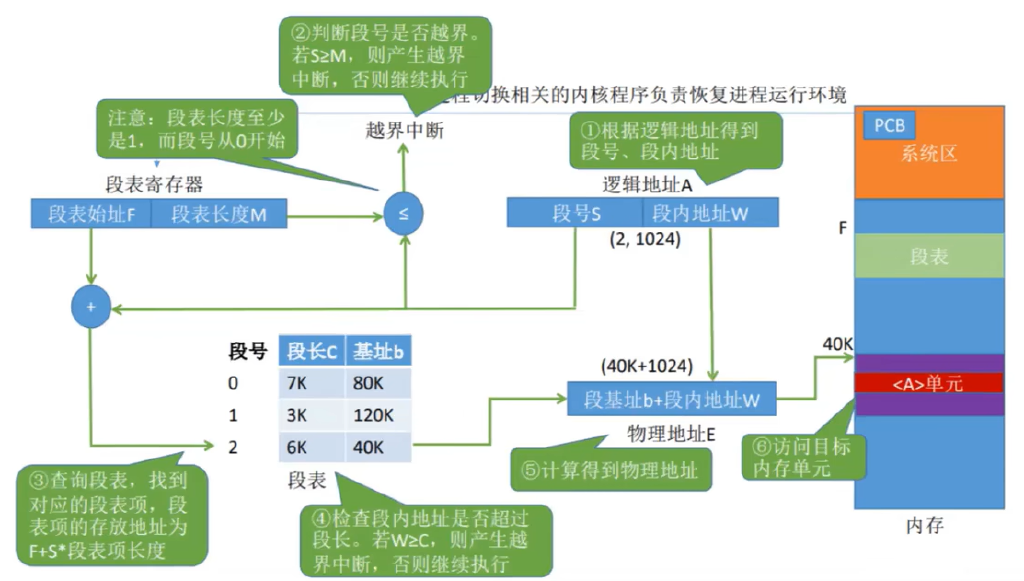 ②判断段号是否越界。
若S≥M，则产生越界
中断，否则继续执行
程切换相关的内核程序负责恢复进程运行环境
注意：段表长度至少
是1，而段号从0开始
越界中断
①根据逻辑地址得到
段号、段内地址
PCB
系统区
段表寄存器
逻辑地址A
段表始址F 段表长度M
≤
段号S 段内地址W
(2, 1024)
F
段表
+
段号 段长C 基址b
0 7K 80K
1 3K 120K
2 6K 40K
段表
40K
(40K+1024)
<A>单元
段基址b+段内地址W
物理地址E
③查询段表，找到
对应的段表项，段
表项的存放地址为
F+S*段表项长度
④检查段内地址是否超过
段长。若W≥C，则产生越
界中断，否则继续执行
⑤计算得到物理地址
⑥访问目标
内存单元
内存